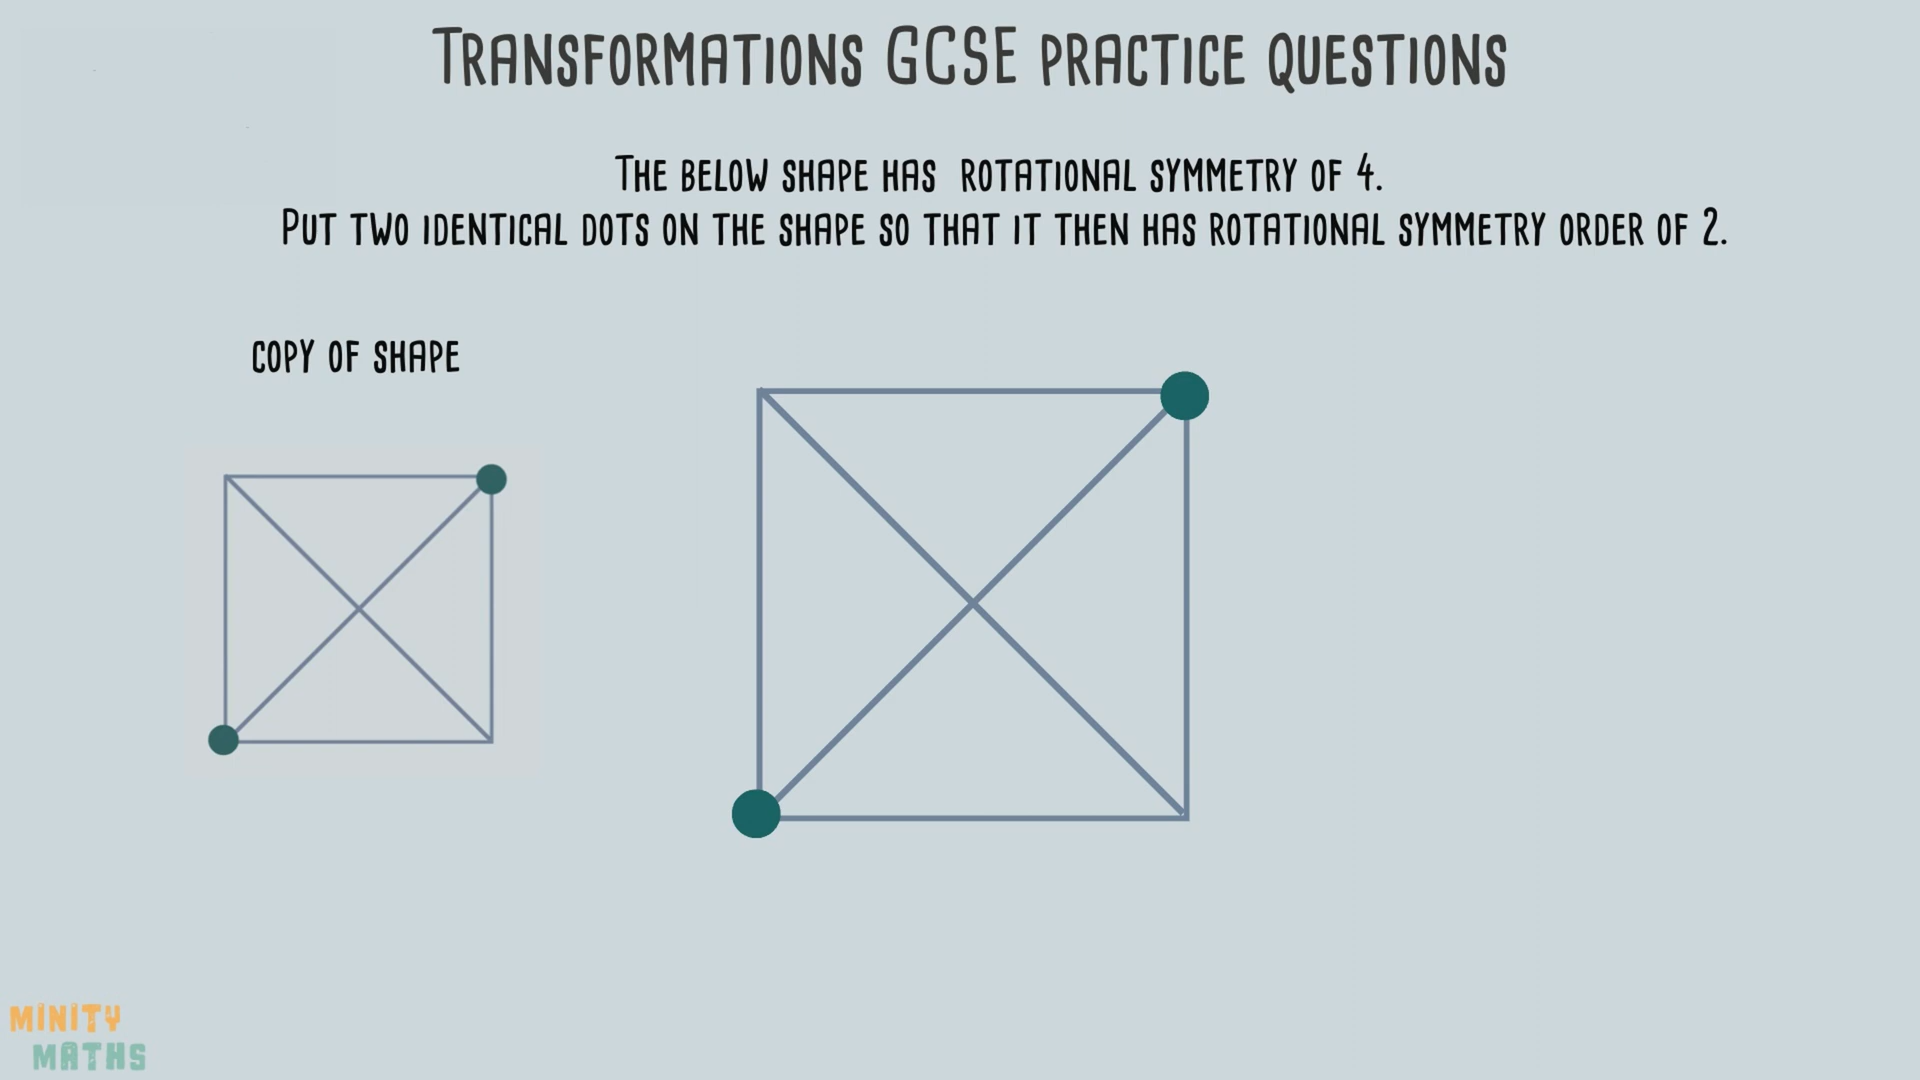 Transformations GCSE practice questions
The below shape has rotational symmetry of 4.
Put two identical dots on the shape so that it then has rotational symmetry order of 2.
copy of shape
MINITY
MATHS